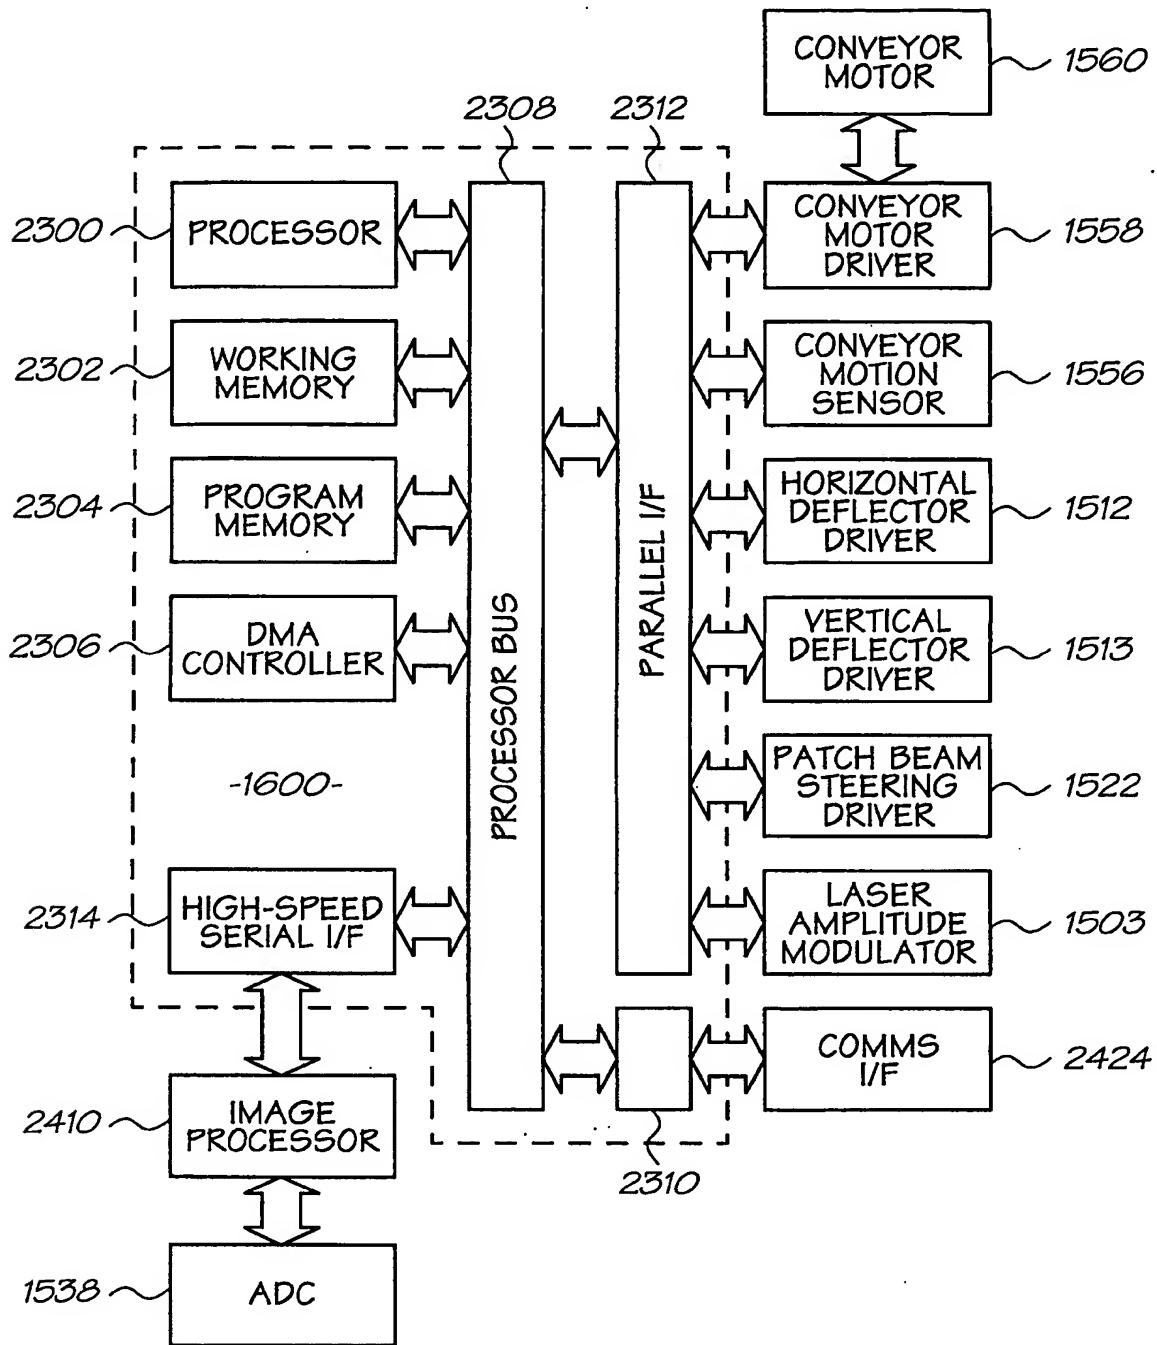 CONVEYOR
MOTOR
1560
2308
2312
2300
PROCESSOR
CONVEYOR
MOTOR
DRIVER
1558
2302
WORKING
MEMORY
CONVEYOR
MOTION
SENSOR
1556
2304
PROGRAM
MEMORY
HORIZONTAL
DEFLECTOR
DRIVER
1512
PROCESSOR BUS
PARALLEL I/F
2306
DMA
CONTROLLER
VERTICAL
DEFLECTOR
DRIVER
1513
-1600-
PATCH BEAM
STEERING
DRIVER
1522
2314
HIGH-SPEED
SERIAL I/F
LASER
AMPLITUDE
MODULATOR
1503
COMMS
I/F
2424
2410
IMAGE
PROCESSOR
2310
1538
ADC